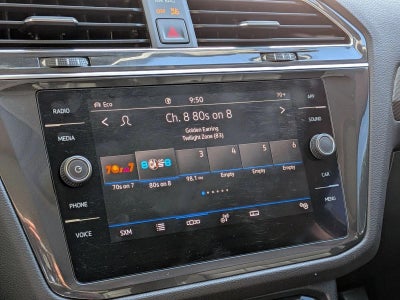 RADIO
MEDIA
PHONE
VOICE
Eco
9:50
79°
Ch. 8 80s on 8
Golden Earring
Twilight Zone (83)
70s on 7
80s on 8
3
98.1
4
Empty
5
Empty
6
Empty
SXM
APP
SOUND
CAR
MENU